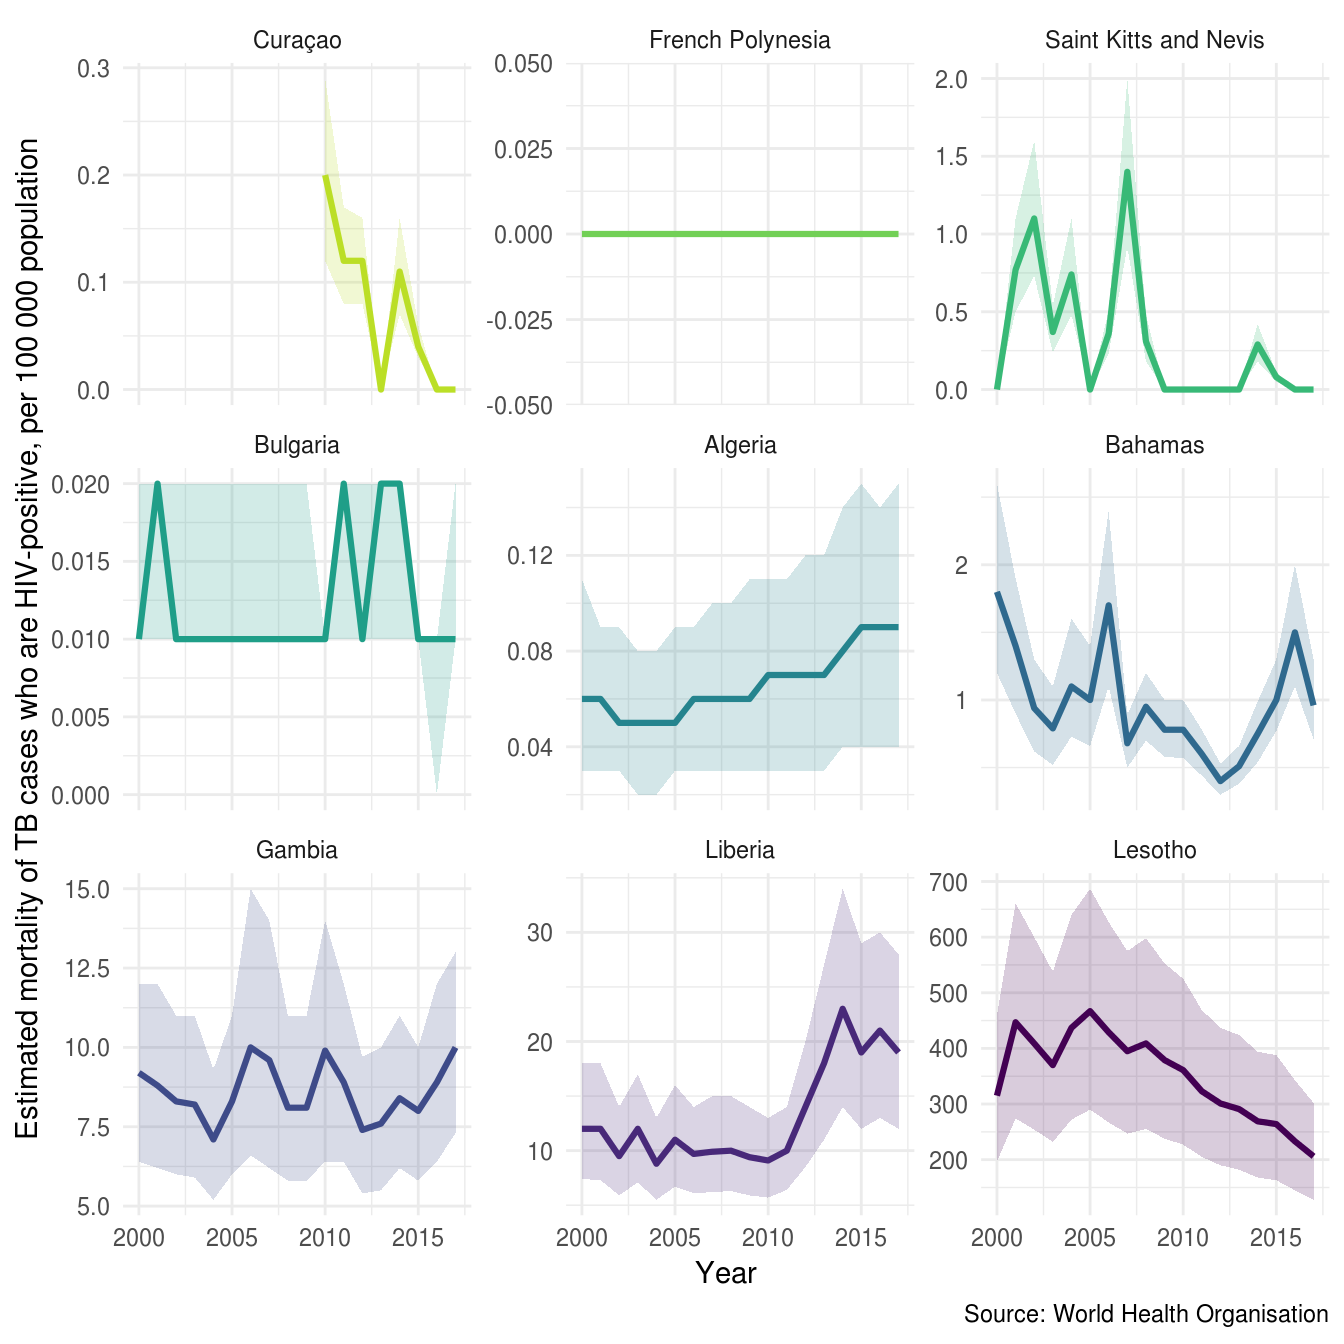 Curaçao
French Polynesia
Saint Kitts and Nevis
0.3
0.2
0.1
0.0
0.050
0.025
0.000
-0.025
-0.050
2.0
1.5
1.0
0.5
0.0
Bulgaria
Algeria
Bahamas
0.020
0.015
0.010
0.005
0.000
0.12
0.08
0.04
2
1
Gambia
Liberia
Lesotho
15.0
12.5
10.0
7.5
5.0
30
20
10
700
600
500
400
300
200
2000 2005 2010 2015
2000 2005 2010 2015
2000 2005 2010 2015
Year
Estimated mortality of TB cases who are HIV-positive, per 100 000 population
Source: World Health Organisation